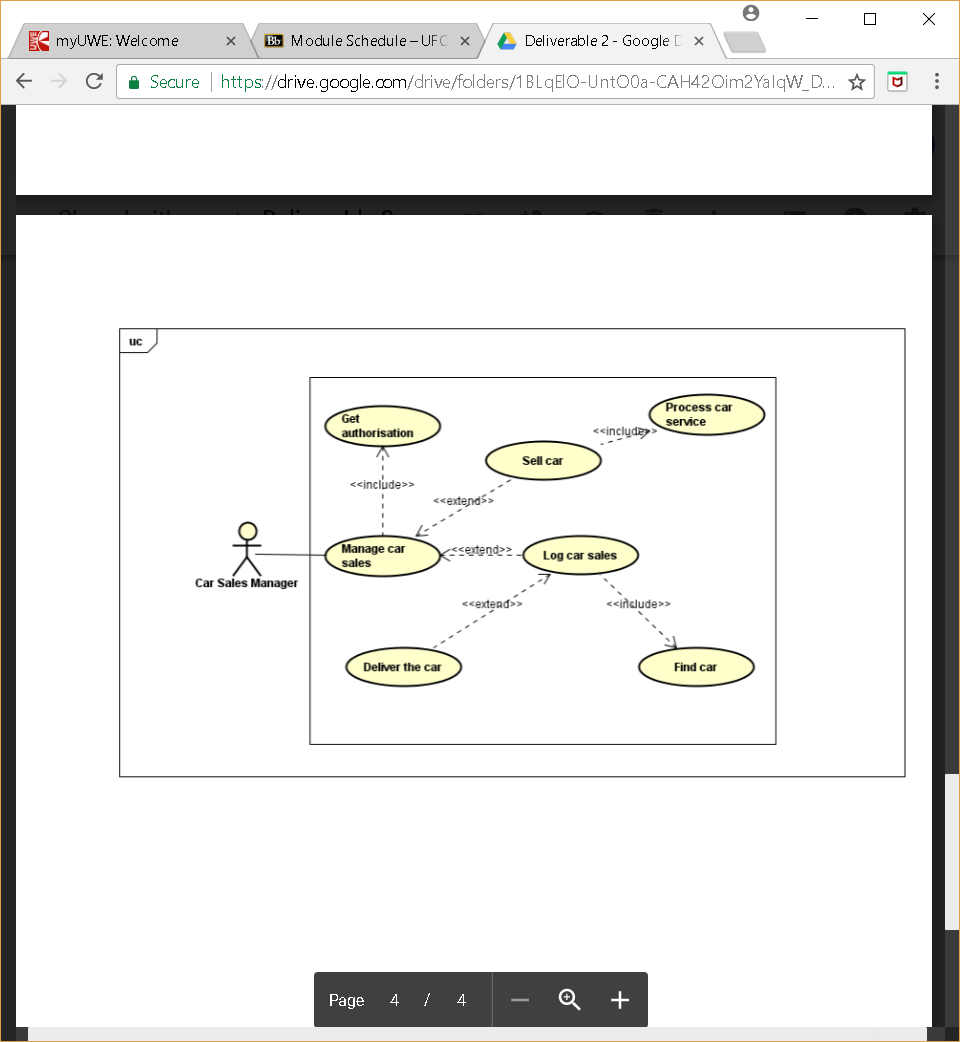 myUWE: Welcome
Bb Module Schedule – UFC
Deliverable 2 - Google D
Secure
https://drive.google.com/drive/folders/1BLqElO-UntO0a-CAH42Oim2YaIqW_D...
uc
Get
authorisation
Process car
service
<<include>>
Sell car
<<include>>
<<extend>>
Manage car
sales
<<extend>>
Log car sales
Car Sales Manager
<<extend>>
<<include>>
Deliver the car
Find car
Page 4 / 4